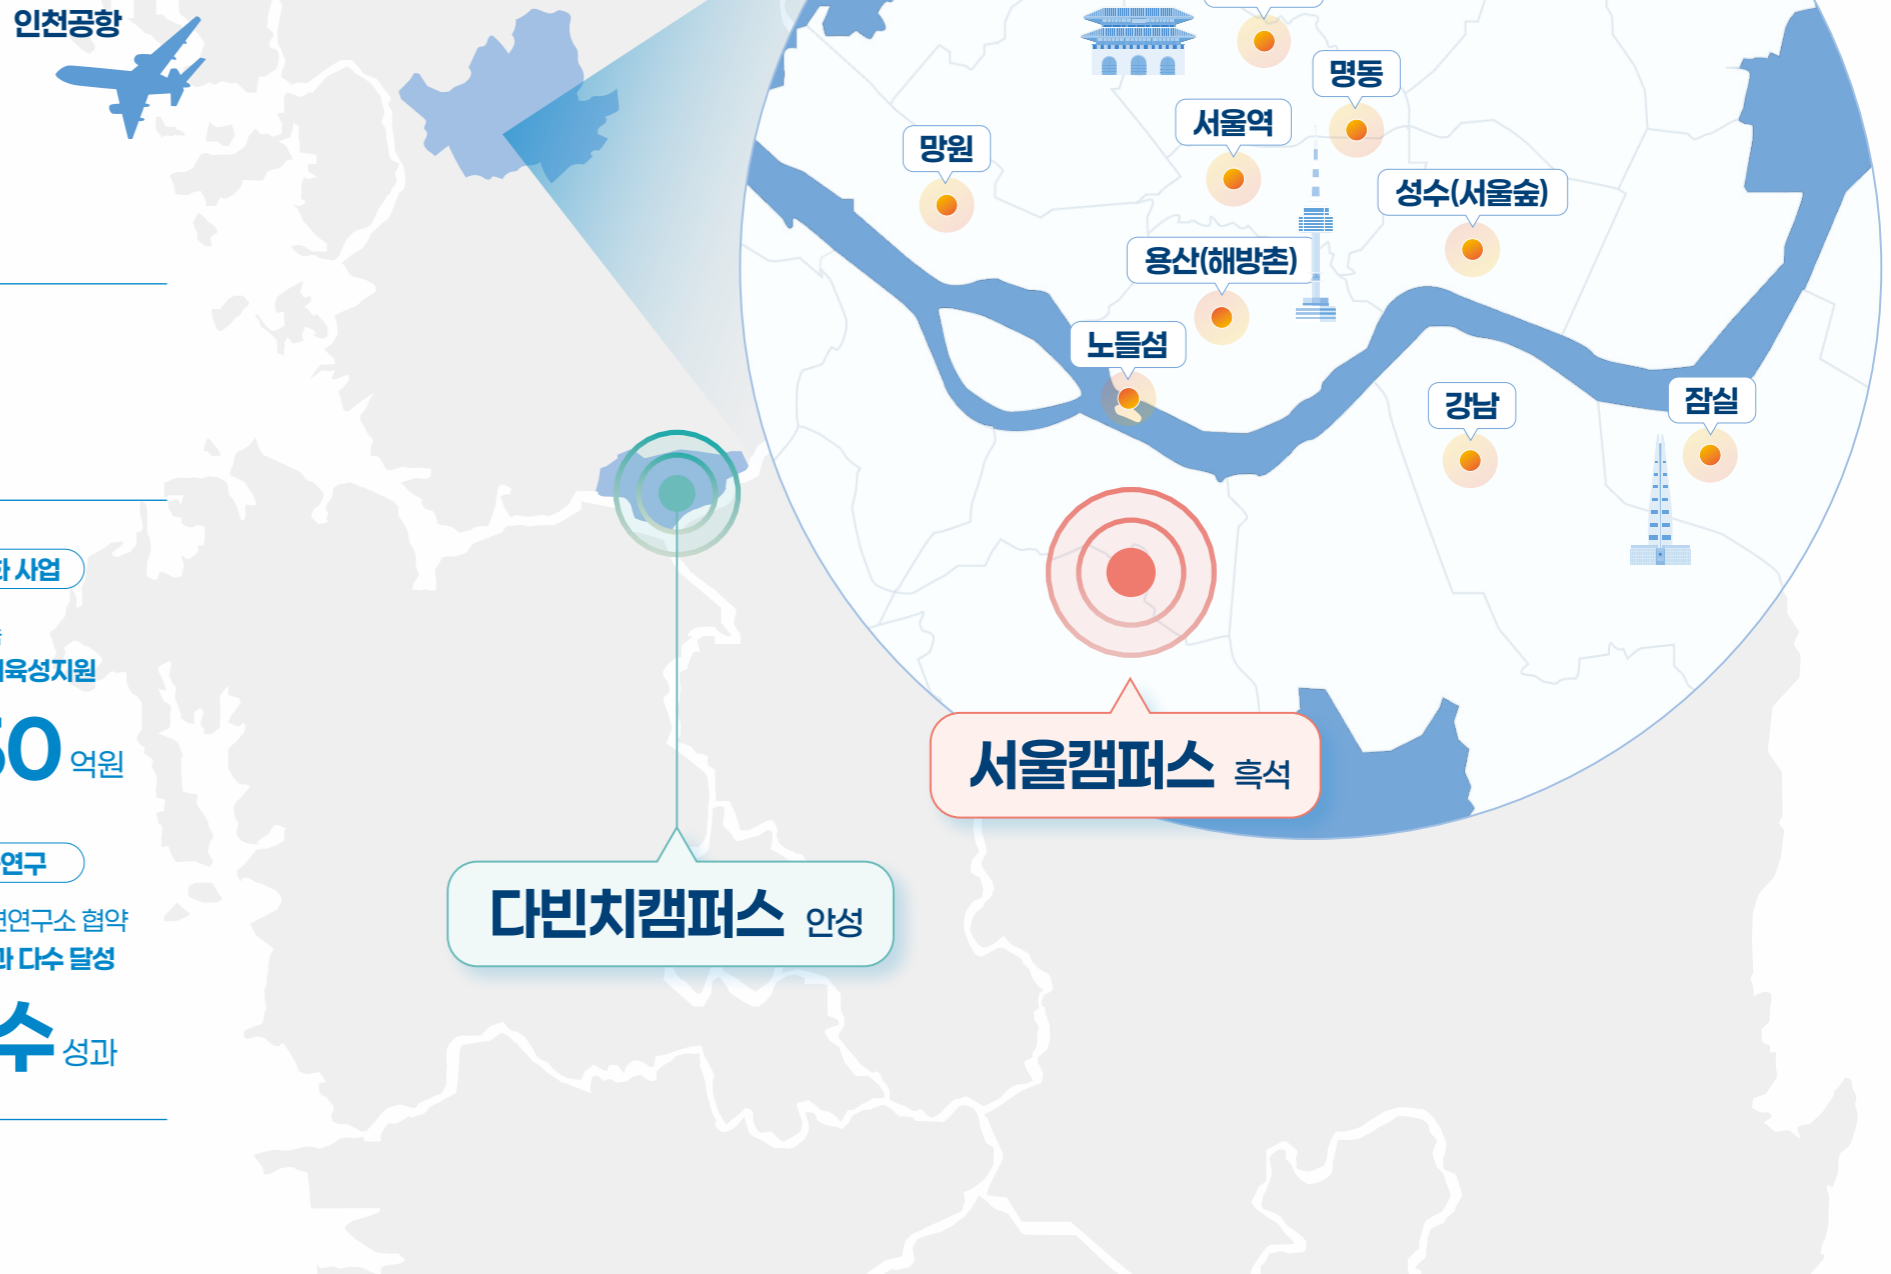 인천공항
명동
서울역
망원
성수(서울숲)
용산(해방촌)
노들섬
강남
잠실
사업
육성지원
0 억원
연구
연구소 협약
다수 달성
수 성과
서울캠퍼스 흑석
다빈치캠퍼스 안성